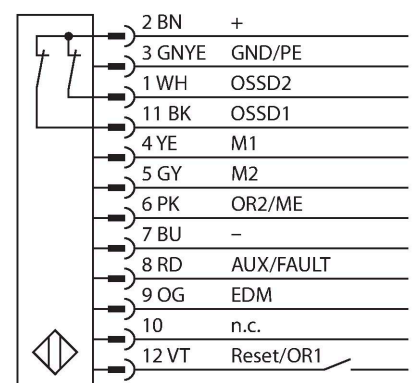 2 BN +
3 GNYE GND/PE
1 WH OSSD2
11 BK OSSD1
4 YE M1
5 GY M2
6 PK OR2/ME
7 BU –
8 RD AUX/FAULT
9 OG EDM
10 n.c.
12 VT Reset/OR1